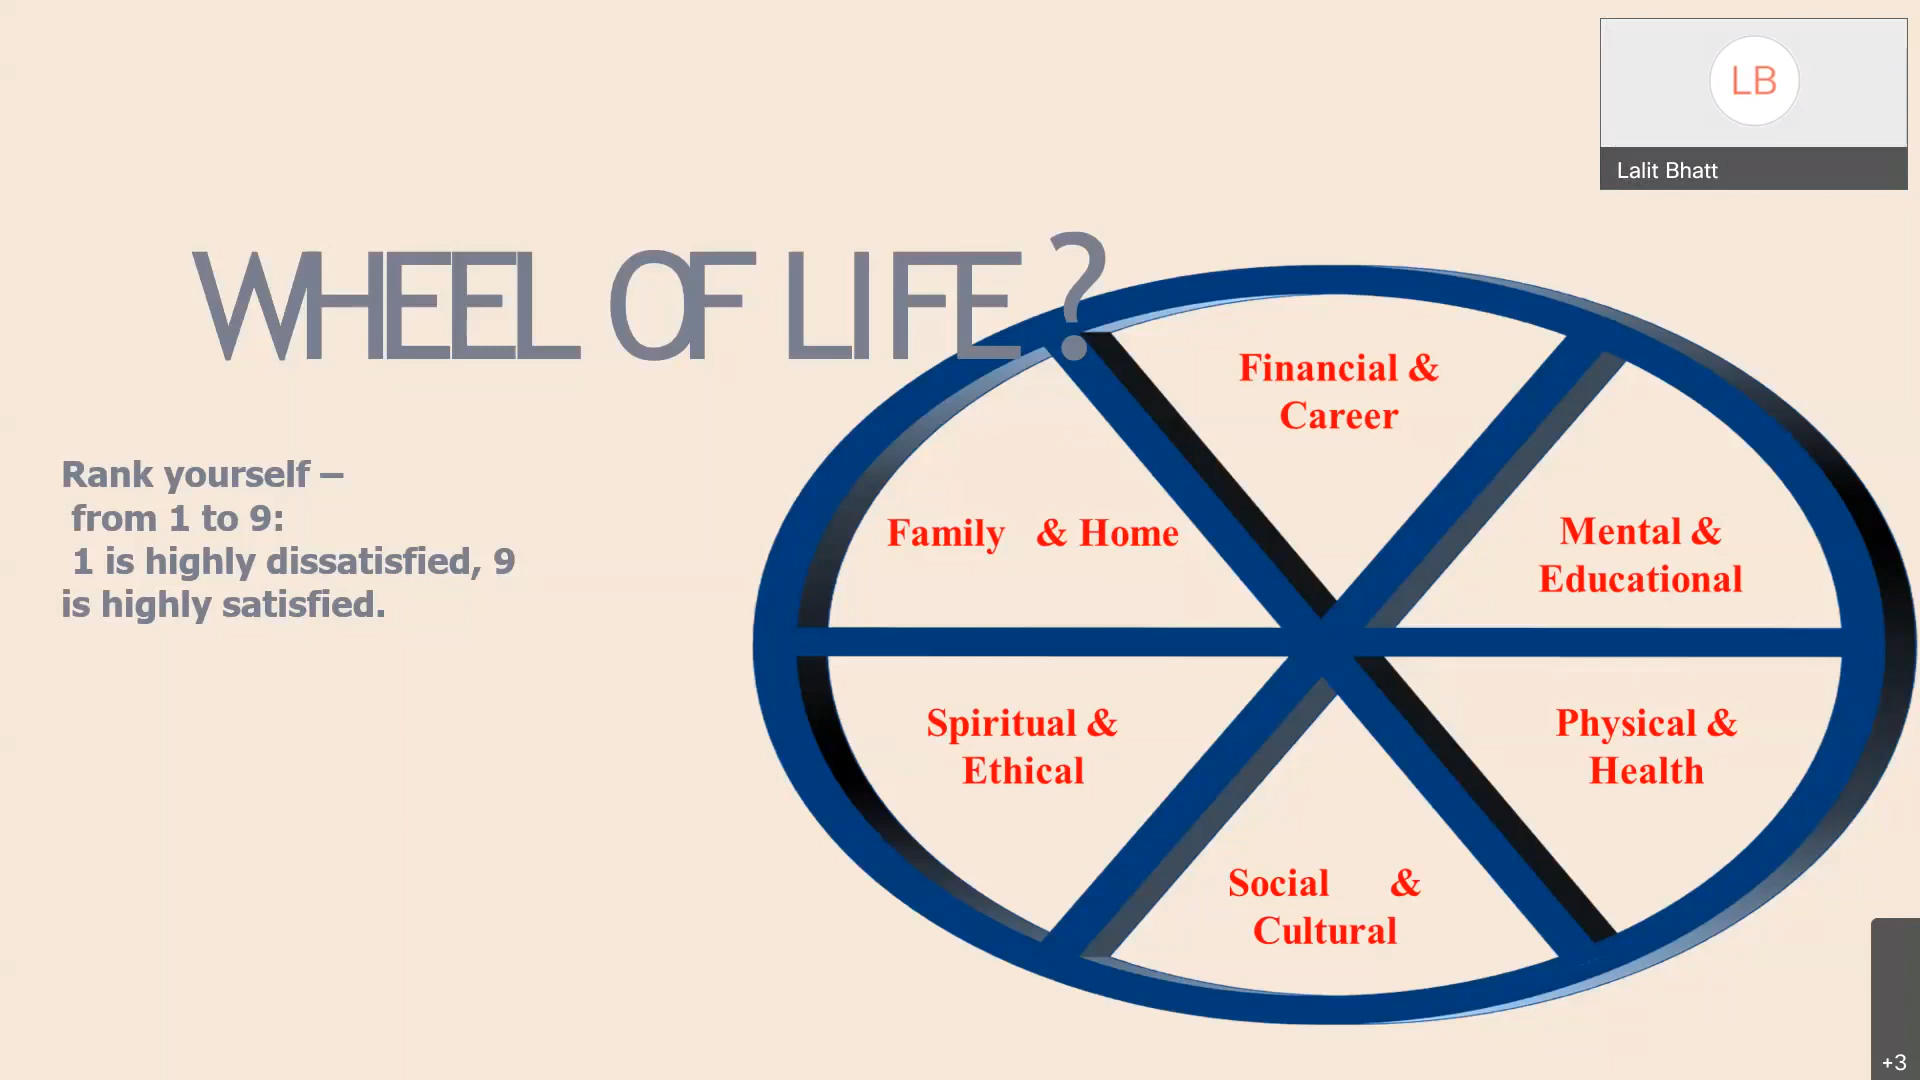 LB
Lalit Bhatt
WHEEL OF LIFE ?
Rank yourself –
from 1 to 9:
1 is highly dissatisfied, 9
is highly satisfied.
Financial &
Career
Family & Home
Mental &
Educational
Spiritual &
Ethical
Physical &
Health
Social &
Cultural
+3